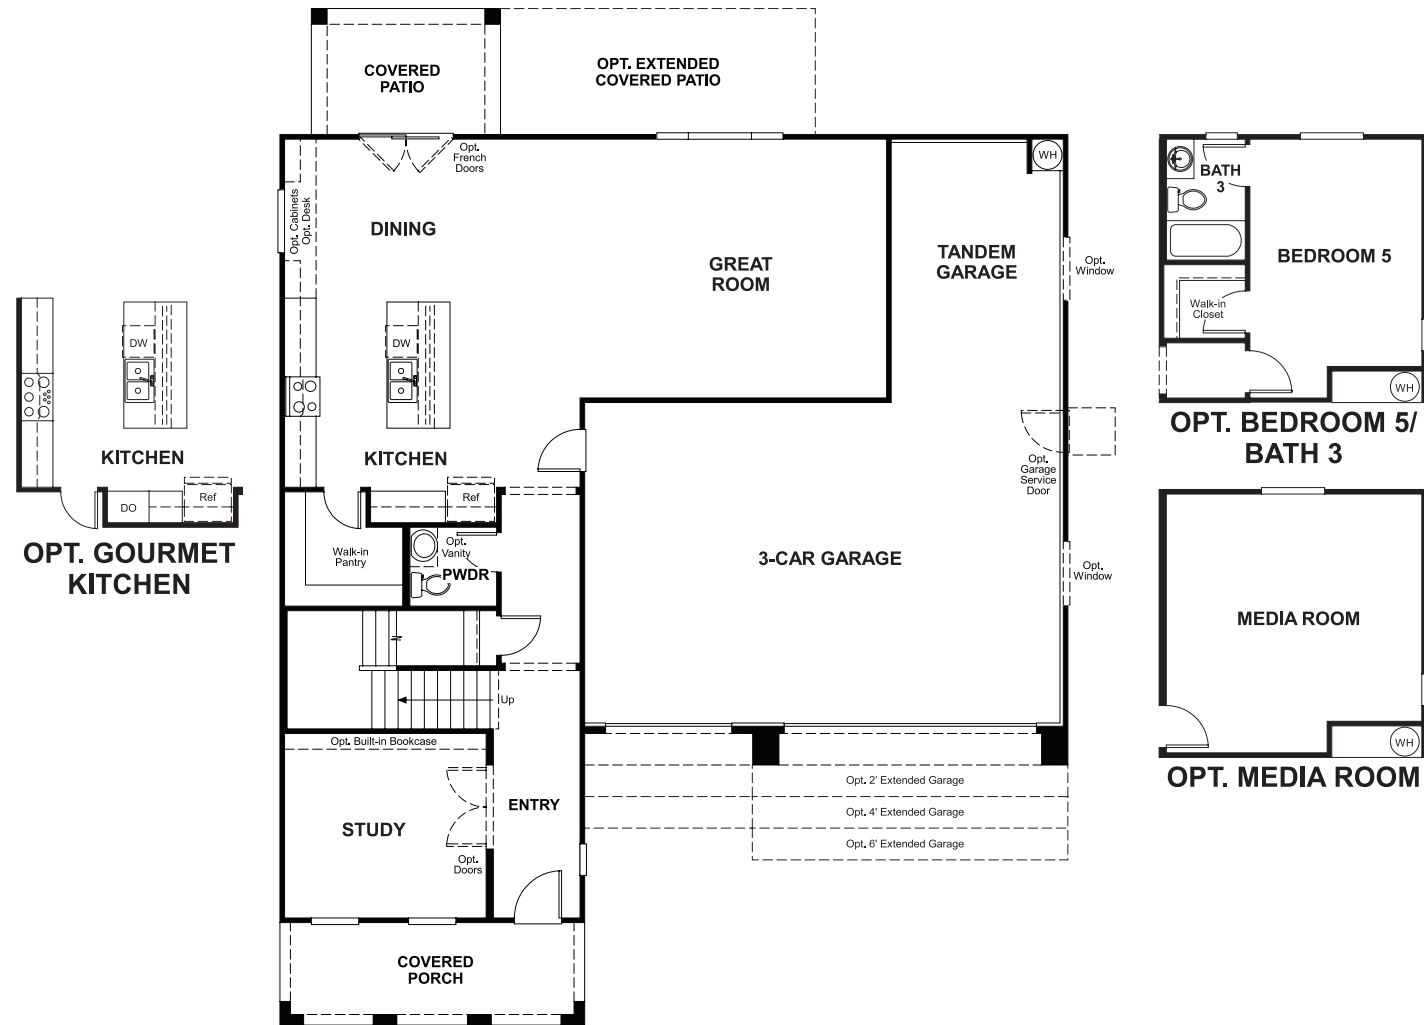 COVERED
PATIO
OPT. EXTENDED
COVERED PATIO
Opt.
French
Doors
WH
Opt. Cabinets
Opt. Desk
DINING
GREAT
ROOM
TANDEM
GARAGE
Opt.
Window
DW
KITCHEN
Ref
Opt.
Garage
Service
Door
Walk-in
Pantry
Opt.
Vanity
PWDR
3-CAR GARAGE
Opt.
Window
Up
Opt. Built-in Bookcase
STUDY
Opt.
Doors
ENTRY
Opt. 2' Extended Garage
Opt. 4' Extended Garage
Opt. 6' Extended Garage
COVERED
PORCH
DW
KITCHEN
DO
Ref
OPT. GOURMET
KITCHEN
BATH
3
BEDROOM 5
Walk-in
Closet
WH
OPT. BEDROOM 5/
BATH 3
MEDIA ROOM
WH
OPT. MEDIA ROOM